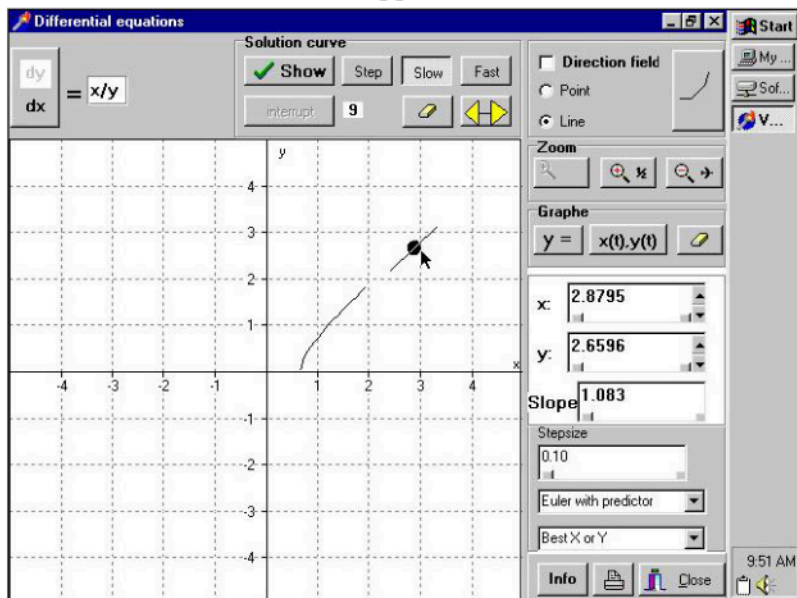 Differential equations
Start
Solution curve
dy
dx
= x/y
Show
Step
Slow
Fast
interrupt
9
Direction field
Point
Line
My ...
Sof...
V...
Zoom
½
Graphe
y =
x(t),y(t)
y
4
3
2
1
x
-4 -3 -2 -1 1 2 3 4
-1
-2
-3
-4
x: 2.8795
y: 2.6596
Slope 1.083
Stepsize
0.10
Euler with predictor
Best X or Y
Info
Close
9:51 AM